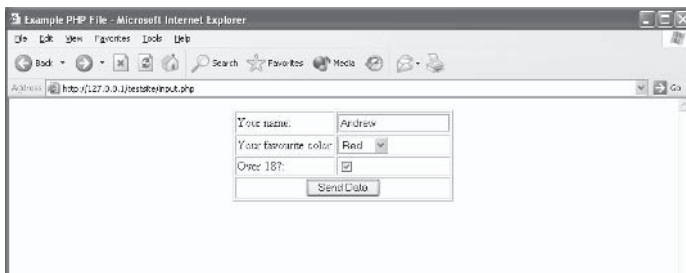 Example PHP File - Microsoft Internet Explorer
File Edit View Favorites Tools Help
Back Search Favorites Media
Address http://127.0.0.1/testsite/input.php Go
Your name: Andrew
Your favourite color Red
Over 18?:
Send Data